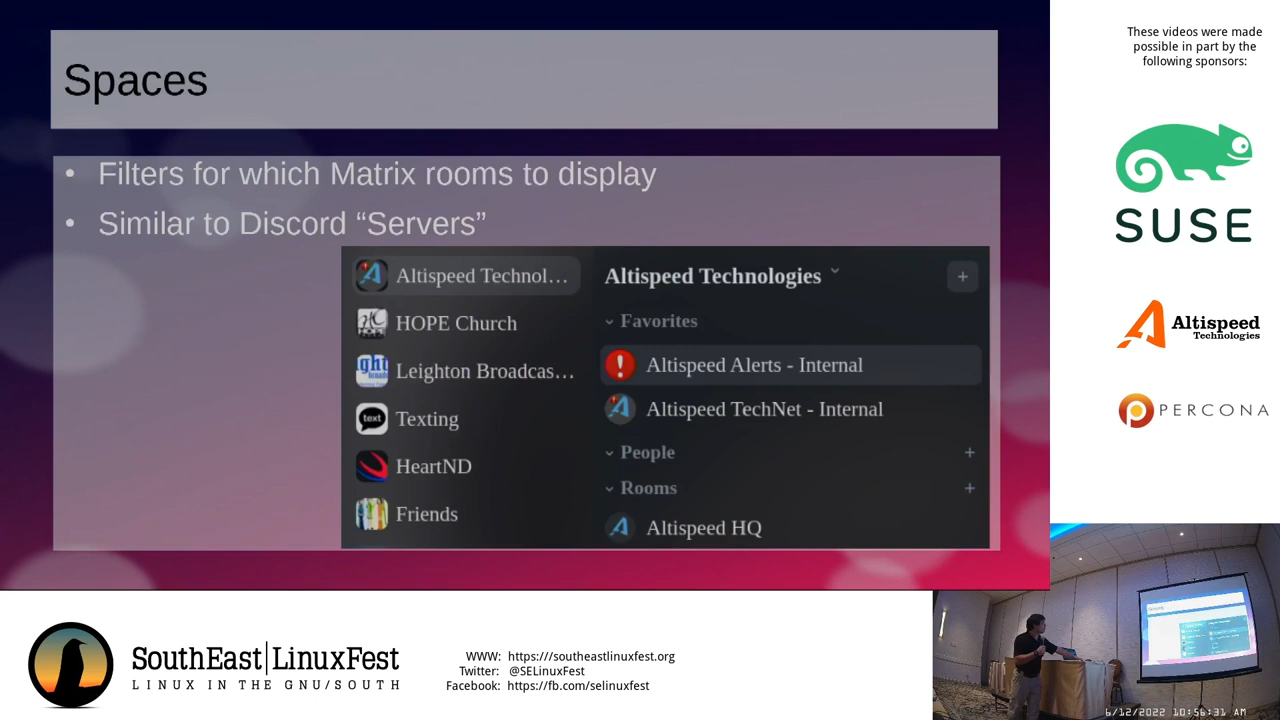 Spaces
• Filters for which Matrix rooms to display
• Similar to Discord “Servers”
Altispeed Technol…
HOPE Church
Leighton Broadcas…
Texting
HeartND
Friends
Altispeed Technologies
Favorites
Altispeed Alerts - Internal
Altispeed TechNet - Internal
People
Rooms
Altispeed HQ
text
HOPE
These videos were made
possible in part by the
following sponsors:
SUSE
Altispeed
Technologies
PERCONA
SouthEast|LinuxFest
LINUX IN THE GNU/SOUTH
WWW: https:///southeastlinuxfest.org
Twitter: @SELinuxFest
Facebook: https://fb.com/selinuxfest
6/12/2022 10:56:31 AM